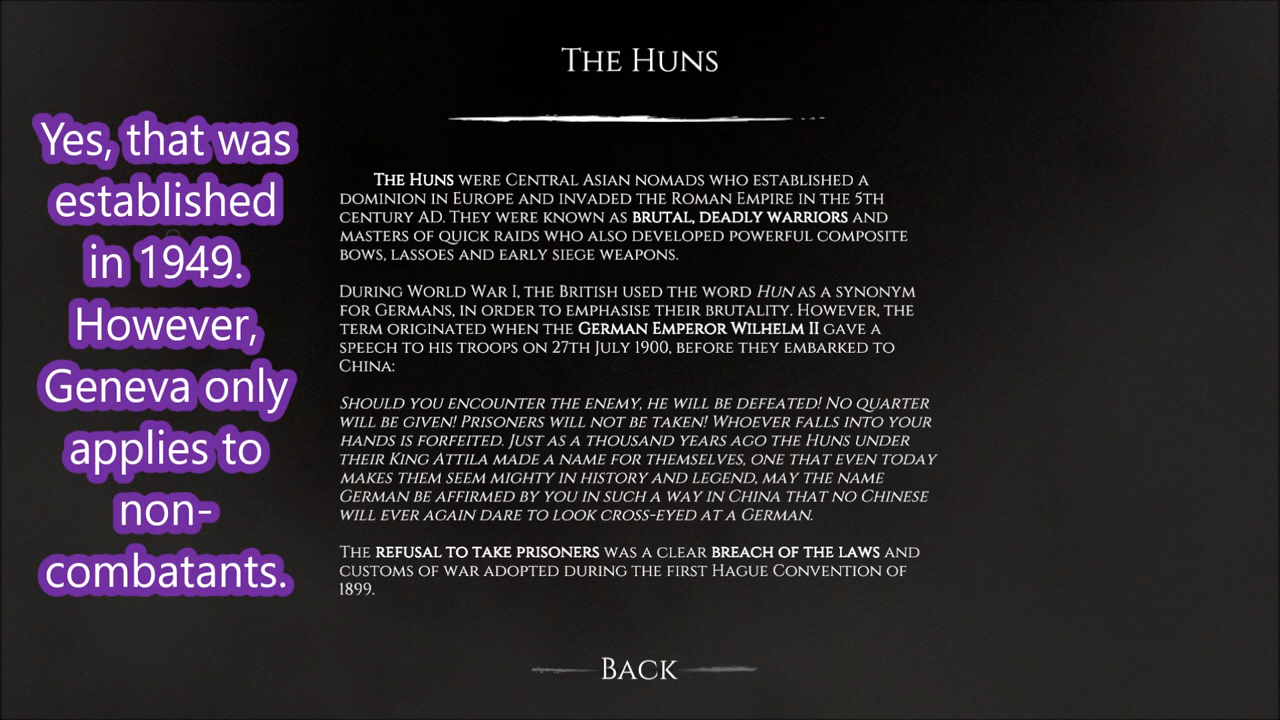 The Huns
Yes, that was
established
in 1949.
However,
Geneva only
applies to
non-
combatants.
The Huns were Central Asian nomads who established a
dominion in Europe and invaded the Roman Empire in the 5th
century AD. They were known as brutal, deadly warriors and
masters of quick raids who also developed powerful composite
bows, lassoes and early siege weapons.
During World War I, the British used the word Hun as a synonym
for Germans, in order to emphasise their brutality. However, the
term originated when the German Emperor Wilhelm II gave a
speech to his troops on 27th July 1900, before they embarked to
China:
Should you encounter the enemy, he will be defeated! No quarter
will be given! Prisoners will not be taken! Whoever falls into your
hands is forfeited. Just as a thousand years ago the Huns under
their King Attila made a name for themselves, one that even today
makes them seem mighty in history and legend, may the name
German be affirmed by you in such a way in China that no Chinese
will ever again dare to look cross-eyed at a German.
The refusal to take prisoners was a clear breach of the laws and
customs of war adopted during the first Hague Convention of
1899.
Back